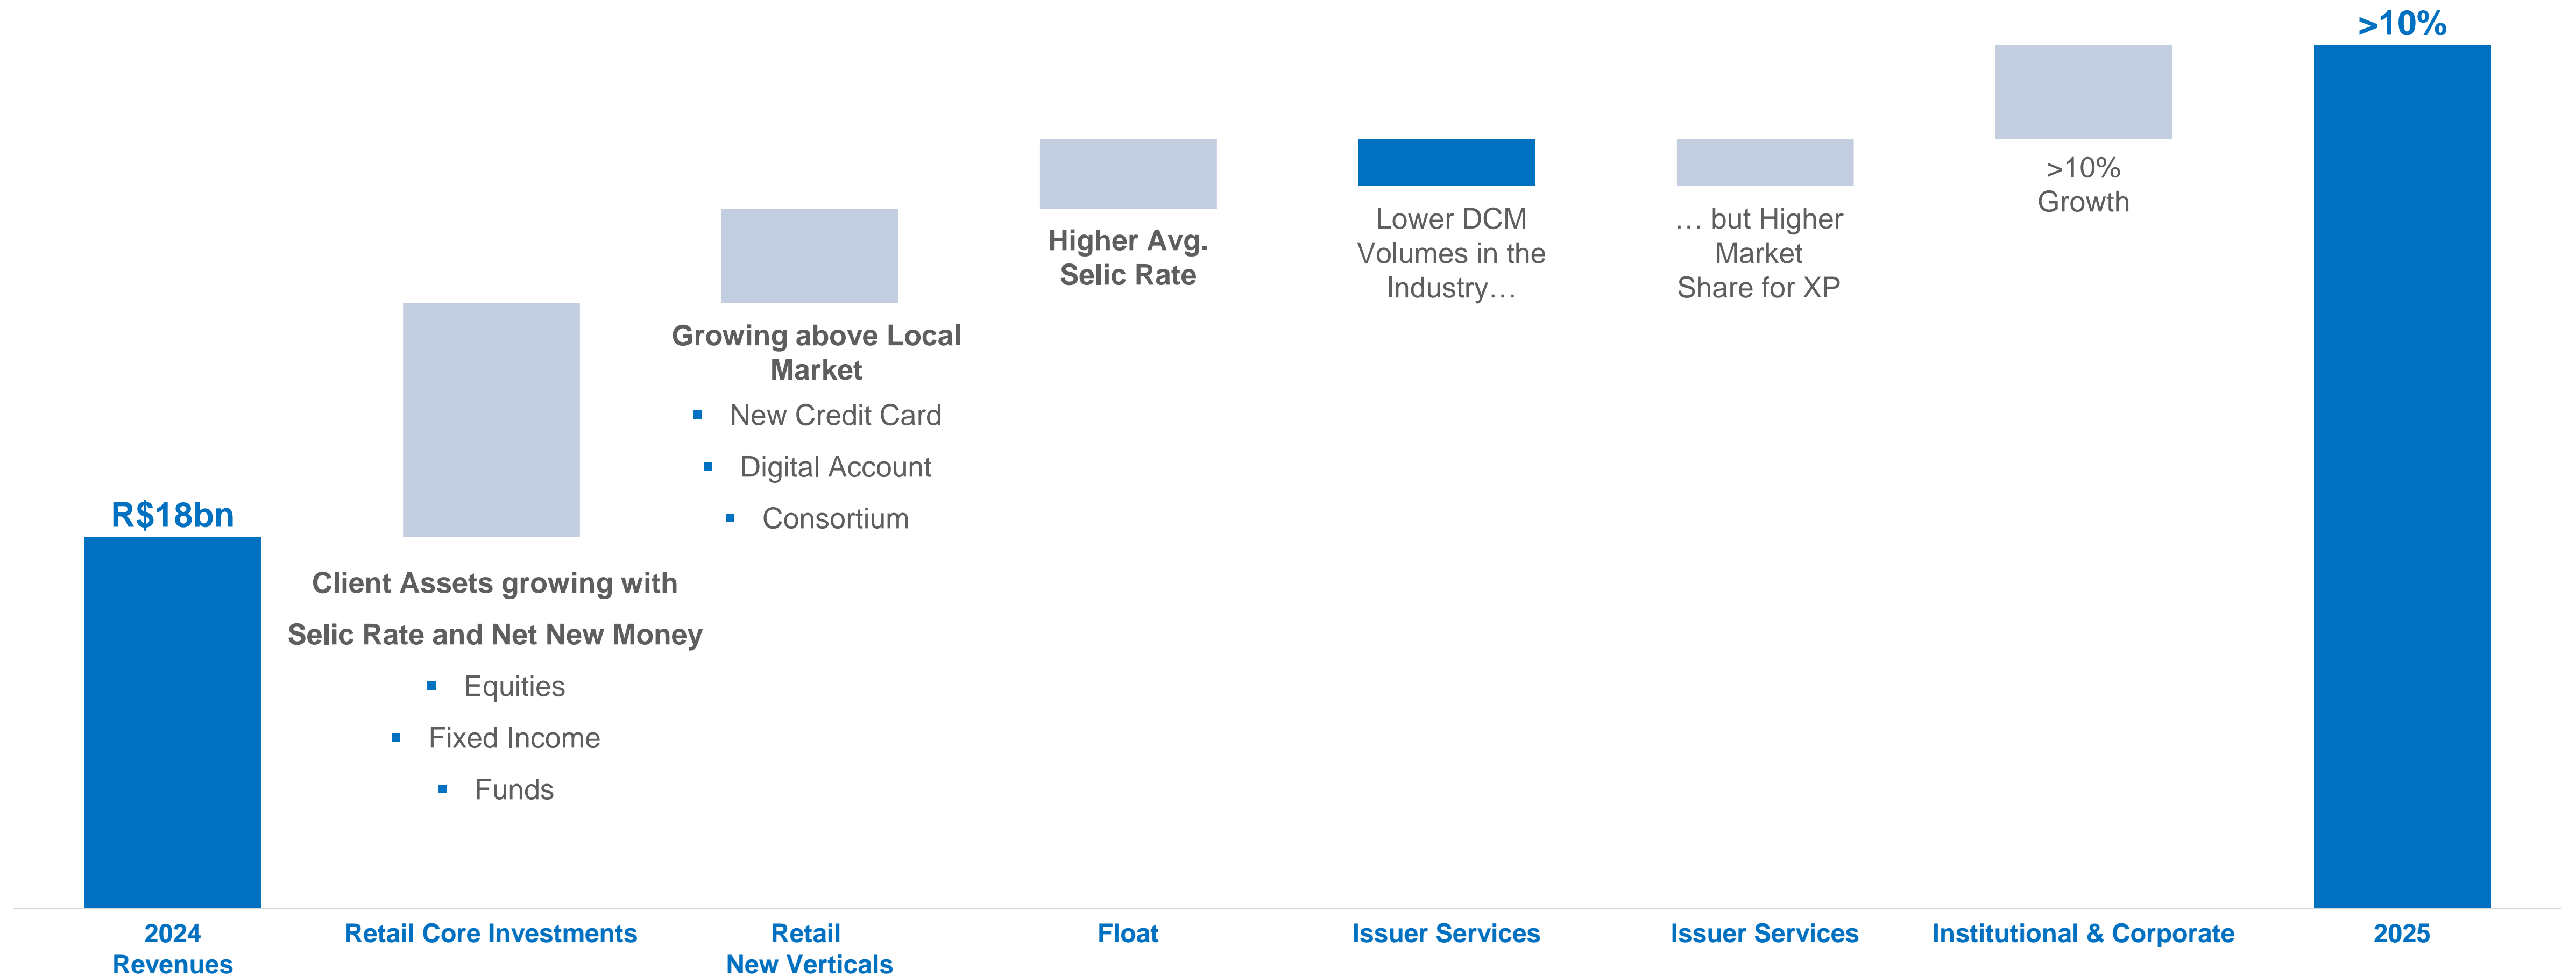 >10%
R$18bn
Client Assets growing with
Selic Rate and Net New Money
▪ Equities
▪ Fixed Income
▪ Funds
Growing above Local
Market
▪ New Credit Card
▪ Digital Account
▪ Consortium
Higher Avg.
Selic Rate
Lower DCM
Volumes in the
Industry…
… but Higher
Market
Share for XP
>10%
Growth
2024
Revenues
Retail Core Investments
Retail
New Verticals
Float
Issuer Services
Issuer Services
Institutional & Corporate
2025